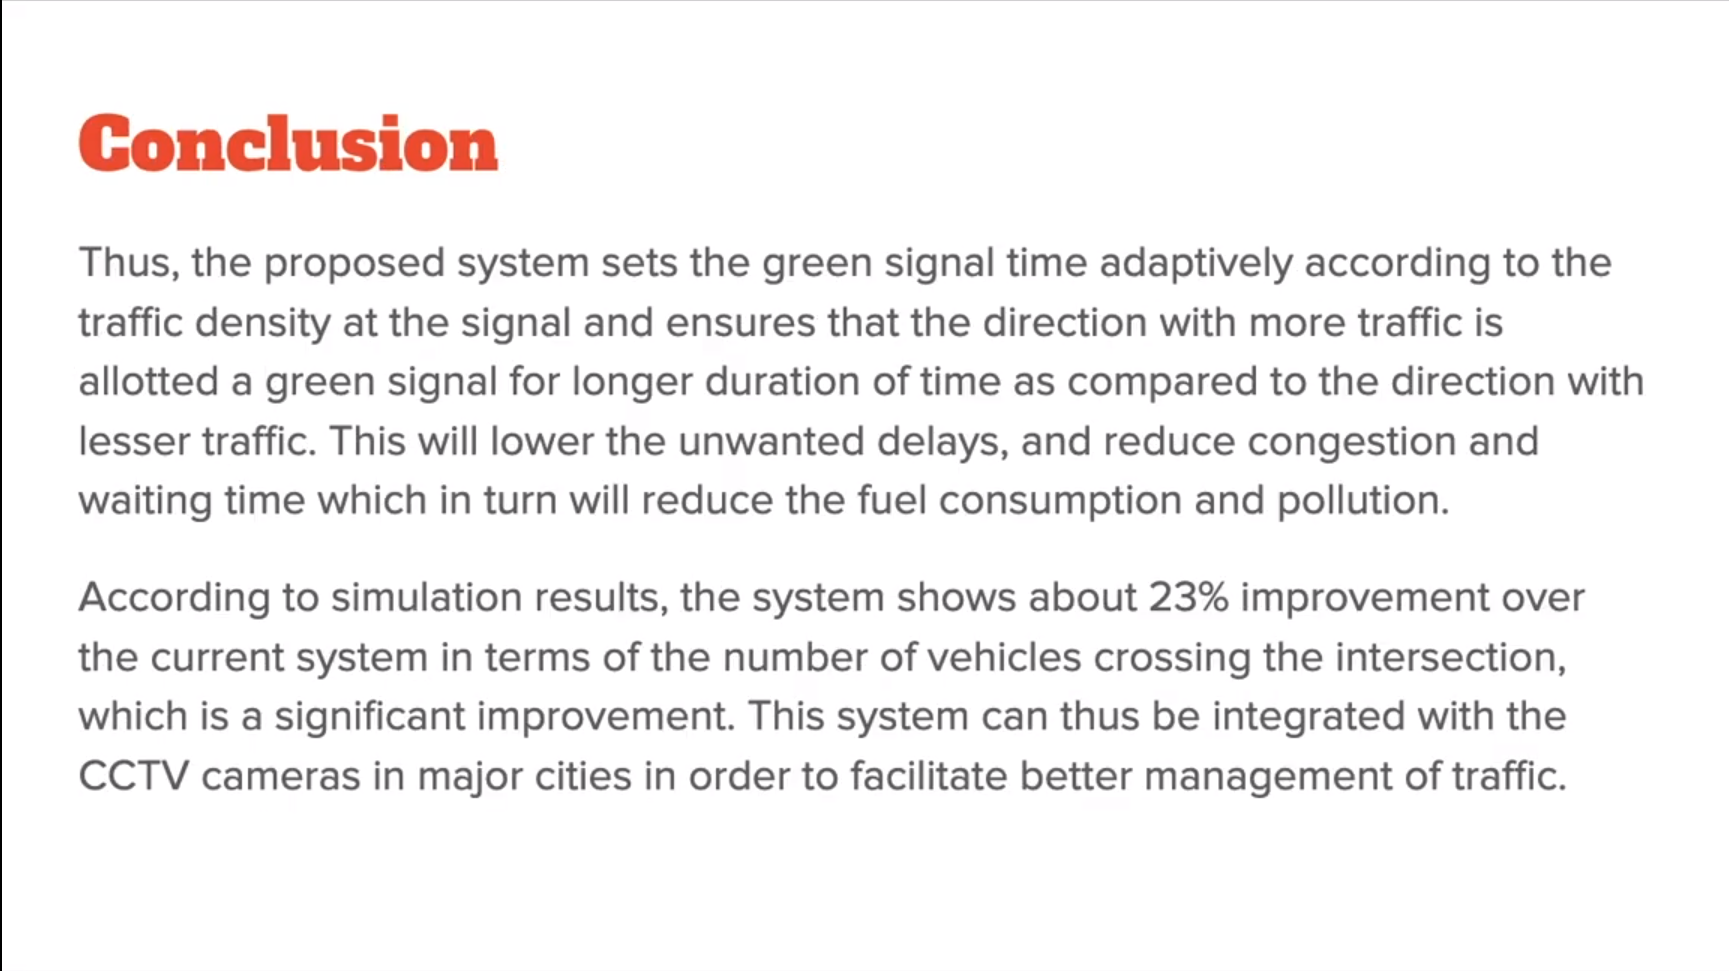 Conclusion
Thus, the proposed system sets the green signal time adaptively according to the
traffic density at the signal and ensures that the direction with more traffic is
allotted a green signal for longer duration of time as compared to the direction with
lesser traffic. This will lower the unwanted delays, and reduce congestion and
waiting time which in turn will reduce the fuel consumption and pollution.
According to simulation results, the system shows about 23% improvement over
the current system in terms of the number of vehicles crossing the intersection,
which is a significant improvement. This system can thus be integrated with the
CCTV cameras in major cities in order to facilitate better management of traffic.